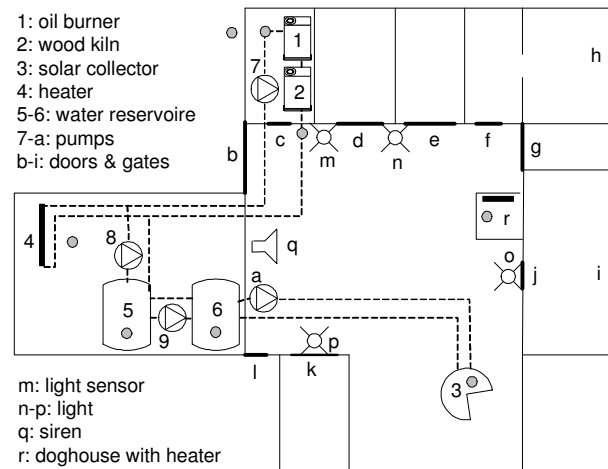 1: oil burner
2: wood kiln
3: solar collector
4: heater
5-6: water reservoire
7-a: pumps
b-i: doors & gates
1
2
7
h
b
c
m
d
n
e
f
g
r
4
8
q
o
j
i
a
5
9
6
p
l
k
3
m: light sensor
n-p: light
q: siren
r: doghouse with heater